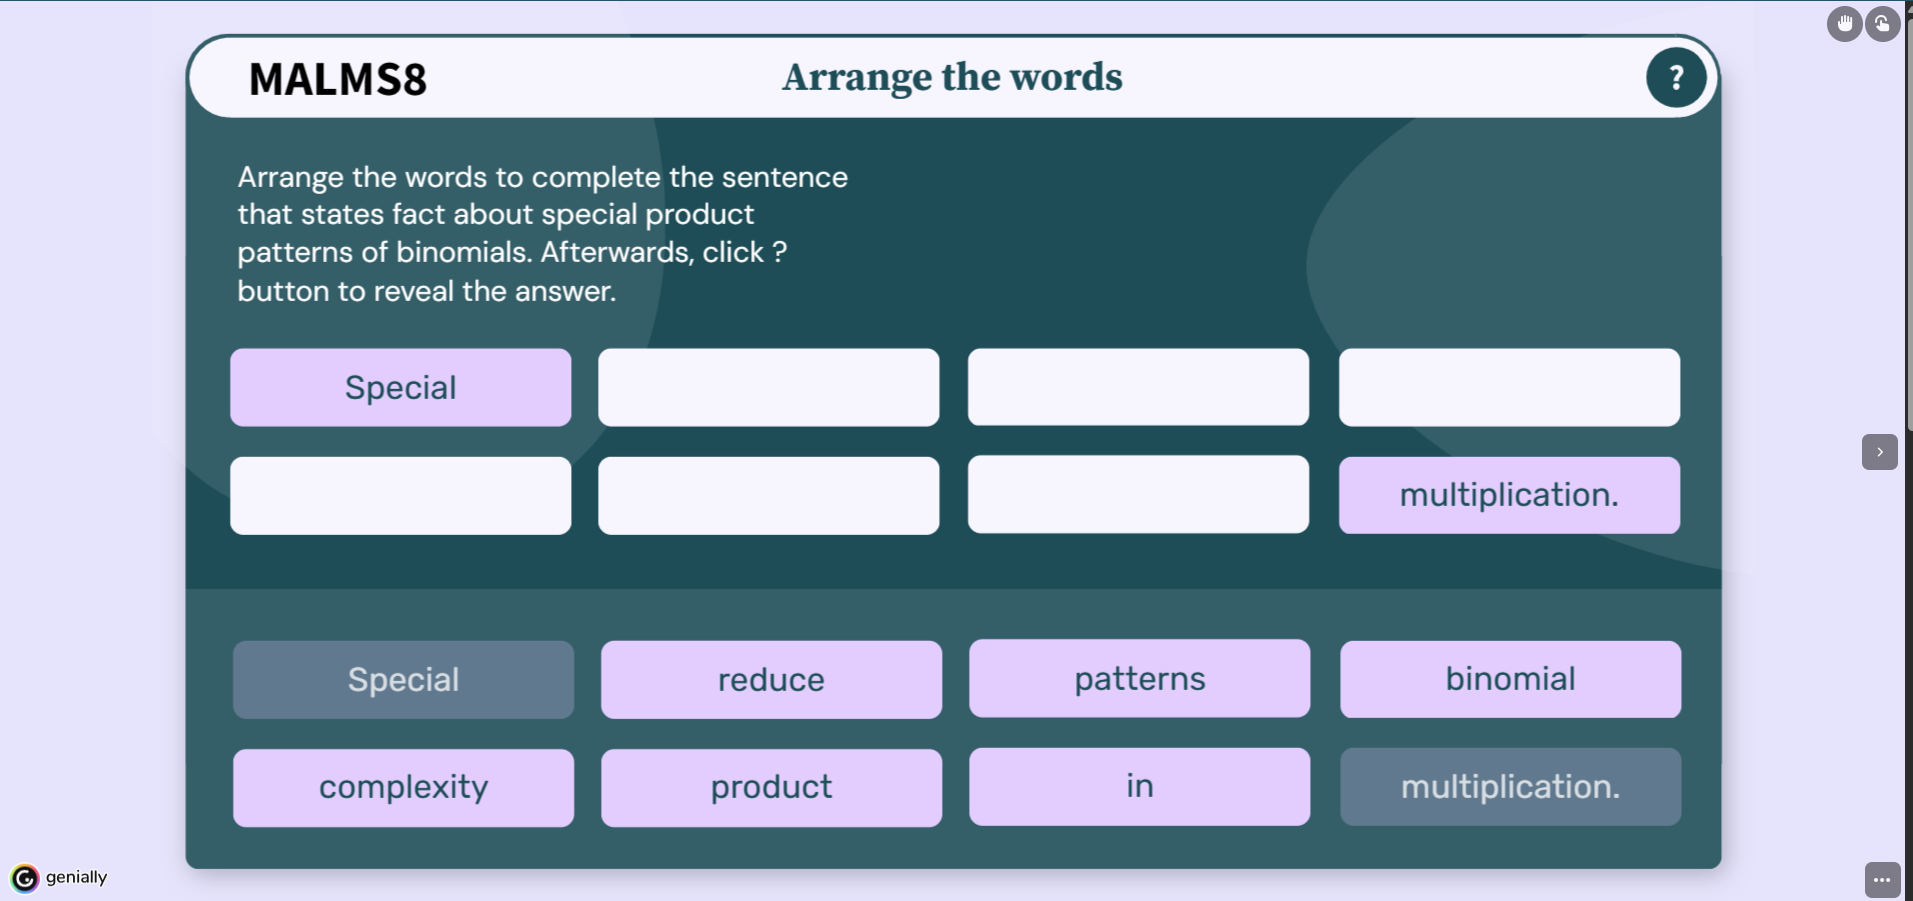 MALMS8
Arrange the words
?
Arrange the words to complete the sentence
that states fact about special product
patterns of binomials. Afterwards, click ?
button to reveal the answer.
Special
multiplication.
Special
reduce
patterns
binomial
complexity
product
in
multiplication.
genially